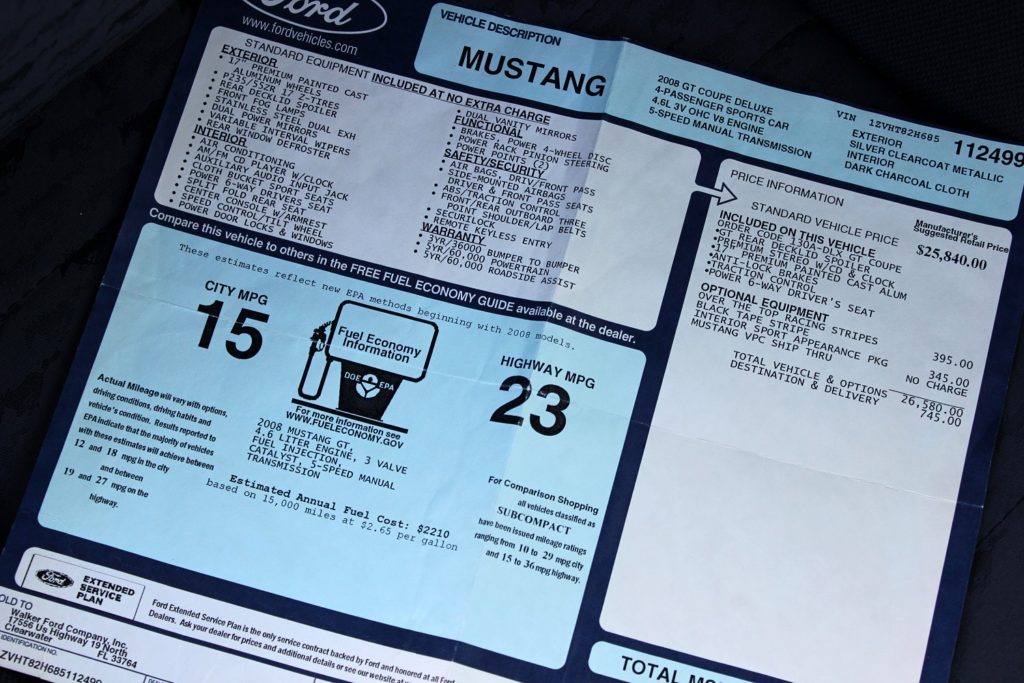 Ford
www.fordvehicles.com
VEHICLE DESCRIPTION
MUSTANG
2008 GT COUPE DELUXE
4-PASSENGER SPORTS CAR
4.6L 3V OHC V8 ENGINE
5-SPEED MANUAL TRANSMISSION
VIN 1ZVHT82H685 112499
EXTERIOR
SILVER CLEARCOAT METALLIC
INTERIOR
DARK CHARCOAL CLOTH
STANDARD EQUIPMENT INCLUDED AT NO EXTRA CHARGE
EXTERIOR
• 17" PREMIUM PAINTED CAST
ALUMINUM WHEELS
• P235/55ZR 17 Z-TIRES
• REAR DECKLID SPOILER
• FRONT FOG LAMPS
• STAINLESS STEEL DUAL EXH
• DUAL POWER MIRRORS
• VARIABLE INTERVAL WIPERS
• REAR WINDOW DEFROSTER
INTERIOR
• AIR CONDITIONING
• AM/FM CD PLAYER W/CLOCK
• AUXILIARY AUDIO INPUT JACK
• CLOTH BUCKET SPORT SEATS
• POWER 6-WAY DRIVERS SEAT
• SPLIT FOLD REAR SEAT
• CENTER CONSOLE W/ARMREST
• SPEED CONTROL/TILT WHEEL
• POWER DOOR LOCKS & WINDOWS
• DUAL VANITY MIRRORS
FUNCTIONAL
• BRAKES, POWER 4-WHEEL DISC
• POWER RACK PINION STEERING
• POWER POINTS (2)
SAFETY/SECURITY
• AIR BAGS, DRIV/FRONT PASS
• SIDE-MOUNTED AIRBAGS
DRIVER & FRONT PASS SEATS
• ABS/TRACTION CONTROL
• FRONT/REAR OUTBOARD THREE
POINT SHOULDER/LAP BELTS
• SECURILOCK
• REMOTE KEYLESS ENTRY
WARRANTY
• 3YR/36000 BUMPER TO BUMPER
• 5YR/60,000 POWERTRAIN
• 5YR/60,000 ROADSIDE ASSIST
PRICE INFORMATION
Manufacturer's
Suggested Retail Price
STANDARD VEHICLE PRICE $25,840.00
INCLUDED ON THIS VEHICLE
ORDER CODE 130A-DLX GT COUPE
•GT REAR DECKLID SPOILER
•PREMIUM STEREO W/CD & CLOCK
•17" PREMIUM PAINTED CAST ALUM
•ANTI-LOCK BRAKES
•TRACTION CONTROL
•POWER 6-WAY DRIVER'S SEAT
OPTIONAL EQUIPMENT
OVER THE TOP RACING STRIPES
BLACK TAPE STRIPE 395.00
INTERIOR SPORT APPEARANCE PKG 345.00
MUSTANG VPC SHIP THRU NO CHARGE
TOTAL VEHICLE & OPTIONS 26,580.00
DESTINATION & DELIVERY 745.00
Compare this vehicle to others in the FREE FUEL ECONOMY GUIDE available at the dealer.
These estimates reflect new EPA methods beginning with 2008 models.
CITY MPG
15
Fuel Economy
Information
DOE EPA
HIGHWAY MPG
23
For more information see
WWW.FUELECONOMY.GOV
2008 MUSTANG GT,
4.6 LITER ENGINE, 3 VALVE
FUEL INJECTION,
CATALYST, 5-SPEED MANUAL
TRANSMISSION
Estimated Annual Fuel Cost: $2210
based on 15,000 miles at $2.65 per gallon
Actual Mileage will vary with options,
driving conditions, driving habits and
vehicle's condition. Results reported to
EPA indicate that the majority of vehicles
with these estimates will achieve between
12 and 18 mpg in the city
and between
19 and 27 mpg on the
highway.
For Comparison Shopping
all vehicles classified as
SUBCOMPACT
have been issued mileage ratings
ranging from 10 to 29 mpg city
and 15 to 36 mpg highway.
Ford
EXTENDED
SERVICE
PLAN
Ford Extended Service Plan is the only service contract backed by Ford and honored at all Ford
Dealers. Ask your dealer for prices and additional details or see our website at
OLD TO
Walker Ford Company, Inc.
17556 Us Highway 19 North
Clearwater FL 33764
IDENTIFICATION NO.
ZVHT82H685112499